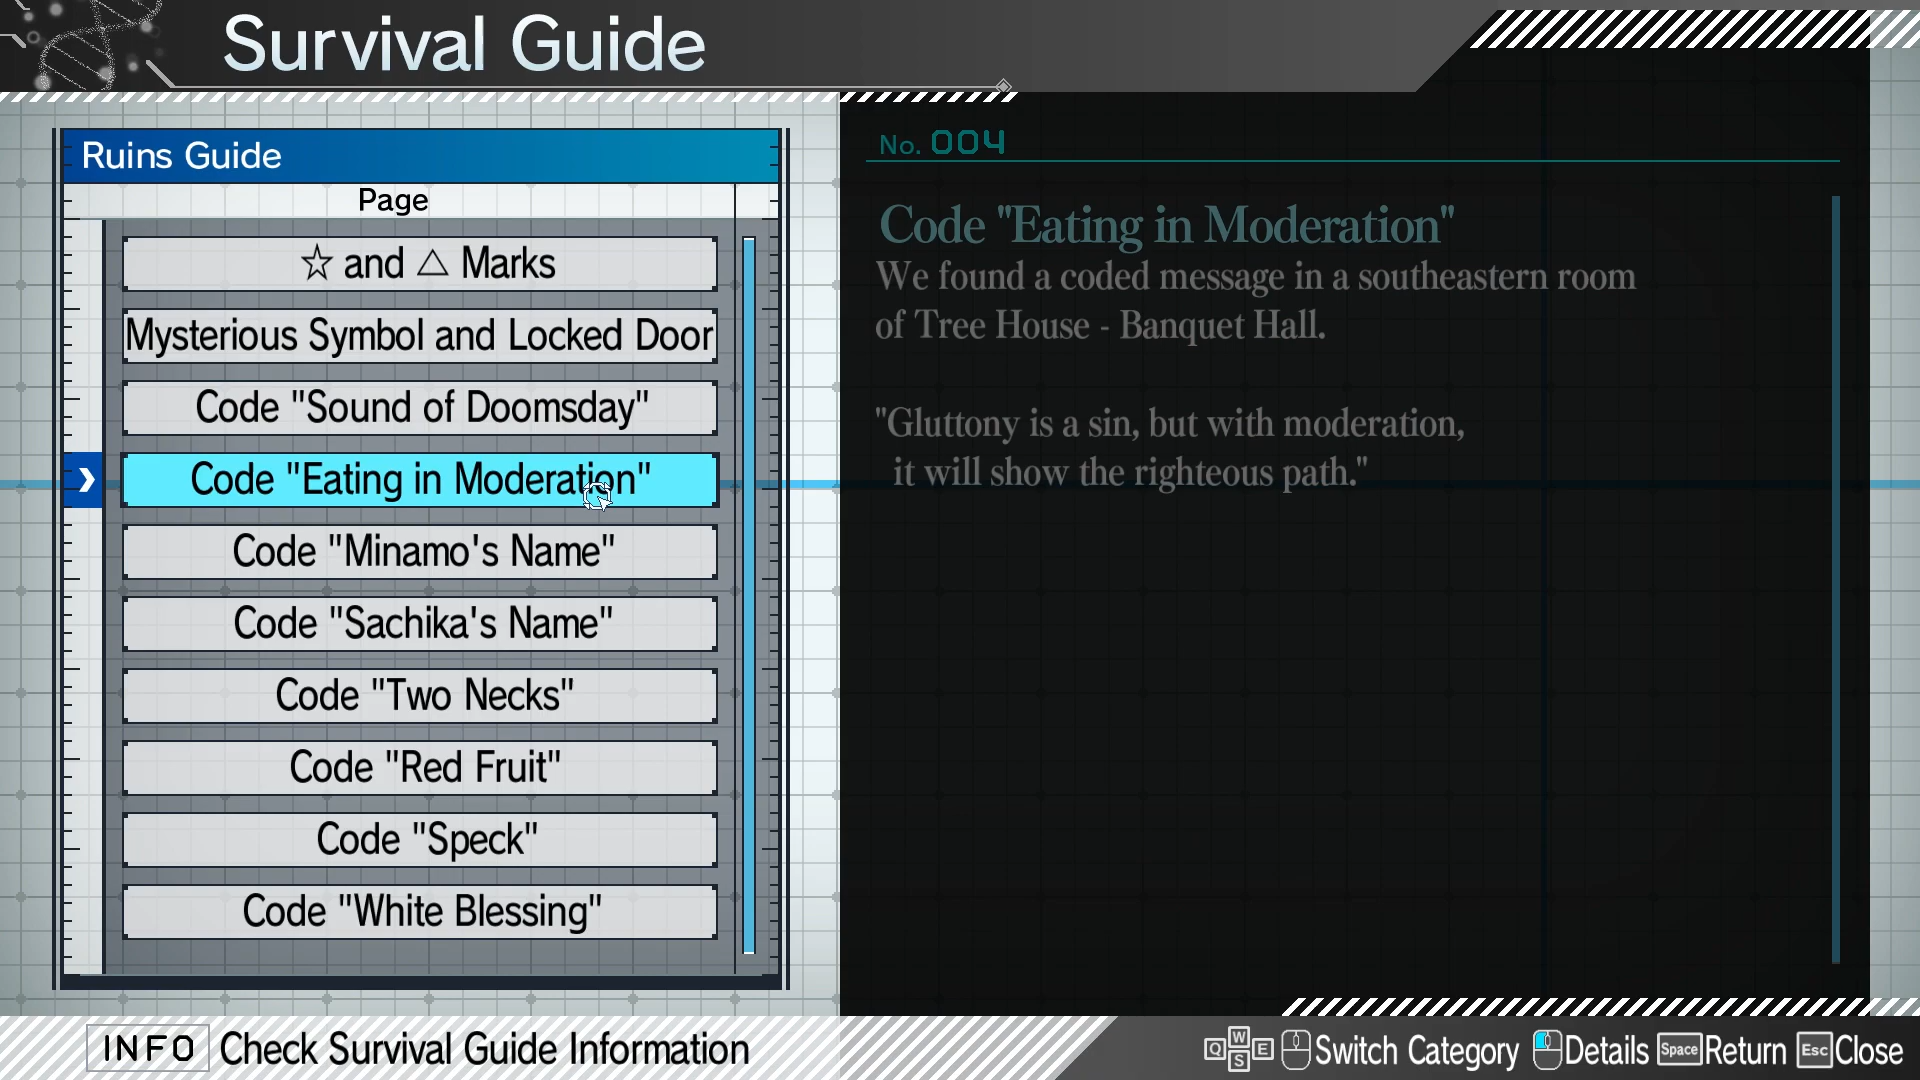 Survival Guide
Ruins Guide
Page
☆ and △ Marks
Mysterious Symbol and Locked Door
Code "Sound of Doomsday"
Code "Eating in Moderation"
Code "Minamo's Name"
Code "Sachika's Name"
Code "Two Necks"
Code "Red Fruit"
Code "Speck"
Code "White Blessing"
No. 004
Code "Eating in Moderation"
We found a coded message in a southeastern room
of Tree House - Banquet Hall.
"Gluttony is a sin, but with moderation,
it will show the righteous path."
INFO Check Survival Guide Information
Q W S E Switch Category Details Space Return Esc Close